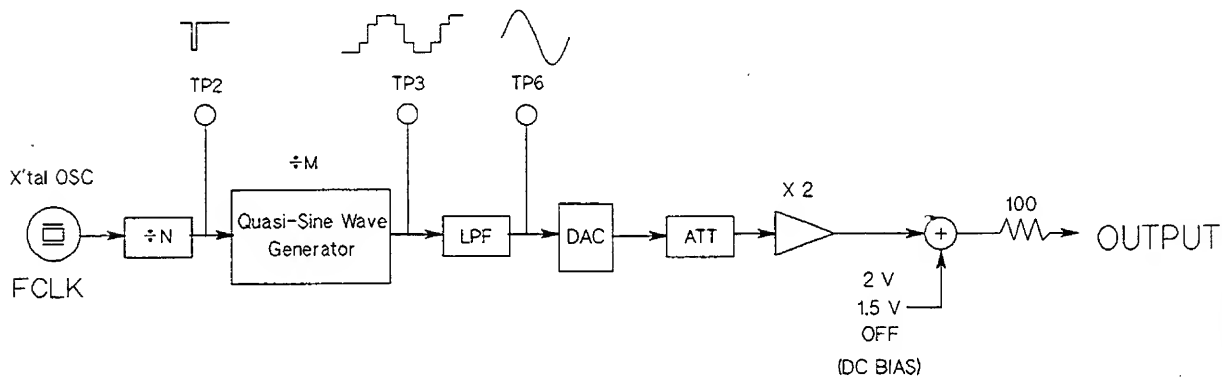 TP2
TP3
TP6
X'tal OSC
FCLK
÷N
÷M
Quasi-Sine Wave
Generator
LPF
DAC
ATT
X 2
+
100
OUTPUT
2 V
1.5 V
OFF
(DC BIAS)